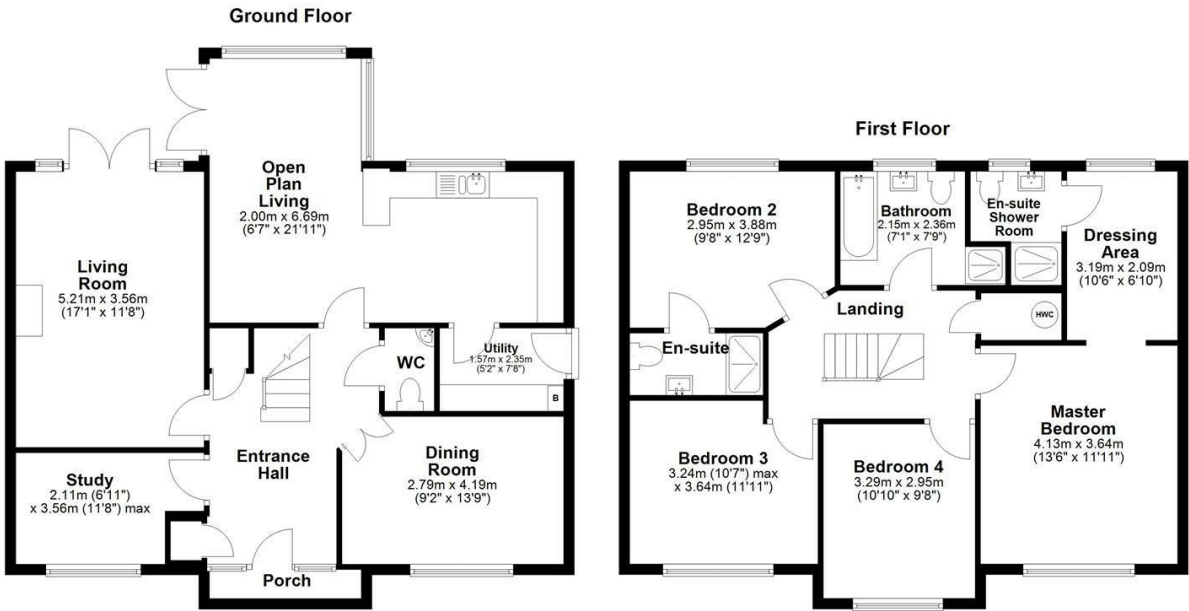 Ground Floor
Open
Plan
Living
2.00m x 6.69m
(6'7" x 21'11")
Living
Room
5.21m x 3.56m
(17'1" x 11'8")
Utility
1.57m x 2.35m
(5'2" x 7'8")
WC
B
Entrance
Hall
Dining
Room
2.79m x 4.19m
(9'2" x 13'9")
Study
2.11m (6'11")
x 3.56m (11'8") max
Porch
First Floor
Bedroom 2
2.95m x 3.88m
(9'8" x 12'9")
Bathroom
2.15m x 2.36m
(7'1" x 7'9")
En-suite
Shower
Room
Dressing
Area
3.19m x 2.09m
(10'6" x 6'10")
Landing
HWC
En-suite
Master
Bedroom
4.13m x 3.64m
(13'6" x 11'11")
Bedroom 3
3.24m (10'7") max
x 3.64m (11'11")
Bedroom 4
3.29m x 2.95m
(10'10" x 9'8")